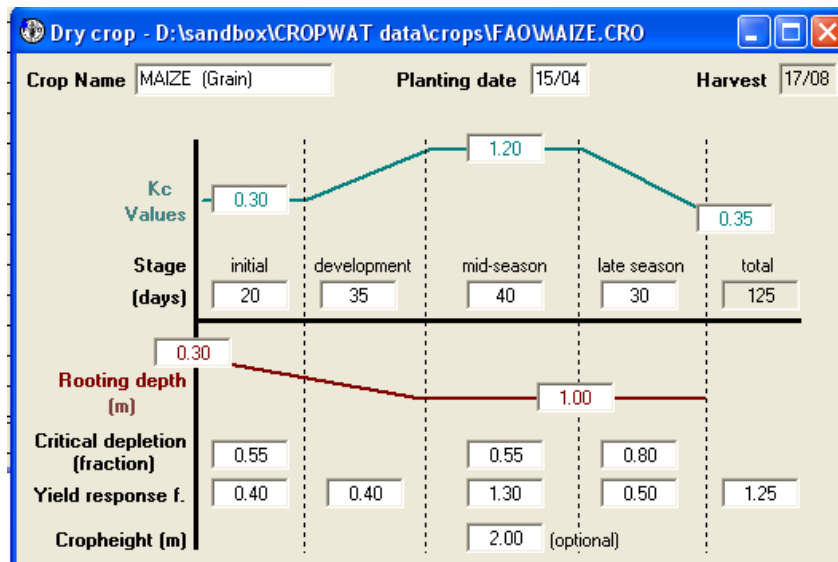 Dry crop - D:\sandbox\CROPWAT data\crops\FAO\MAIZE.CRO
Crop Name MAIZE (Grain) Planting date 15/04 Harvest 17/08
1.20
Kc 0.30
Values 0.35
Stage initial development mid-season late season total
(days) 20 35 40 30 125
0.30
Rooting depth 1.00
(m)
Critical depletion
(fraction) 0.55 0.55 0.80
Yield response f. 0.40 0.40 1.30 0.50 1.25
Cropheight (m) 2.00 (optional)